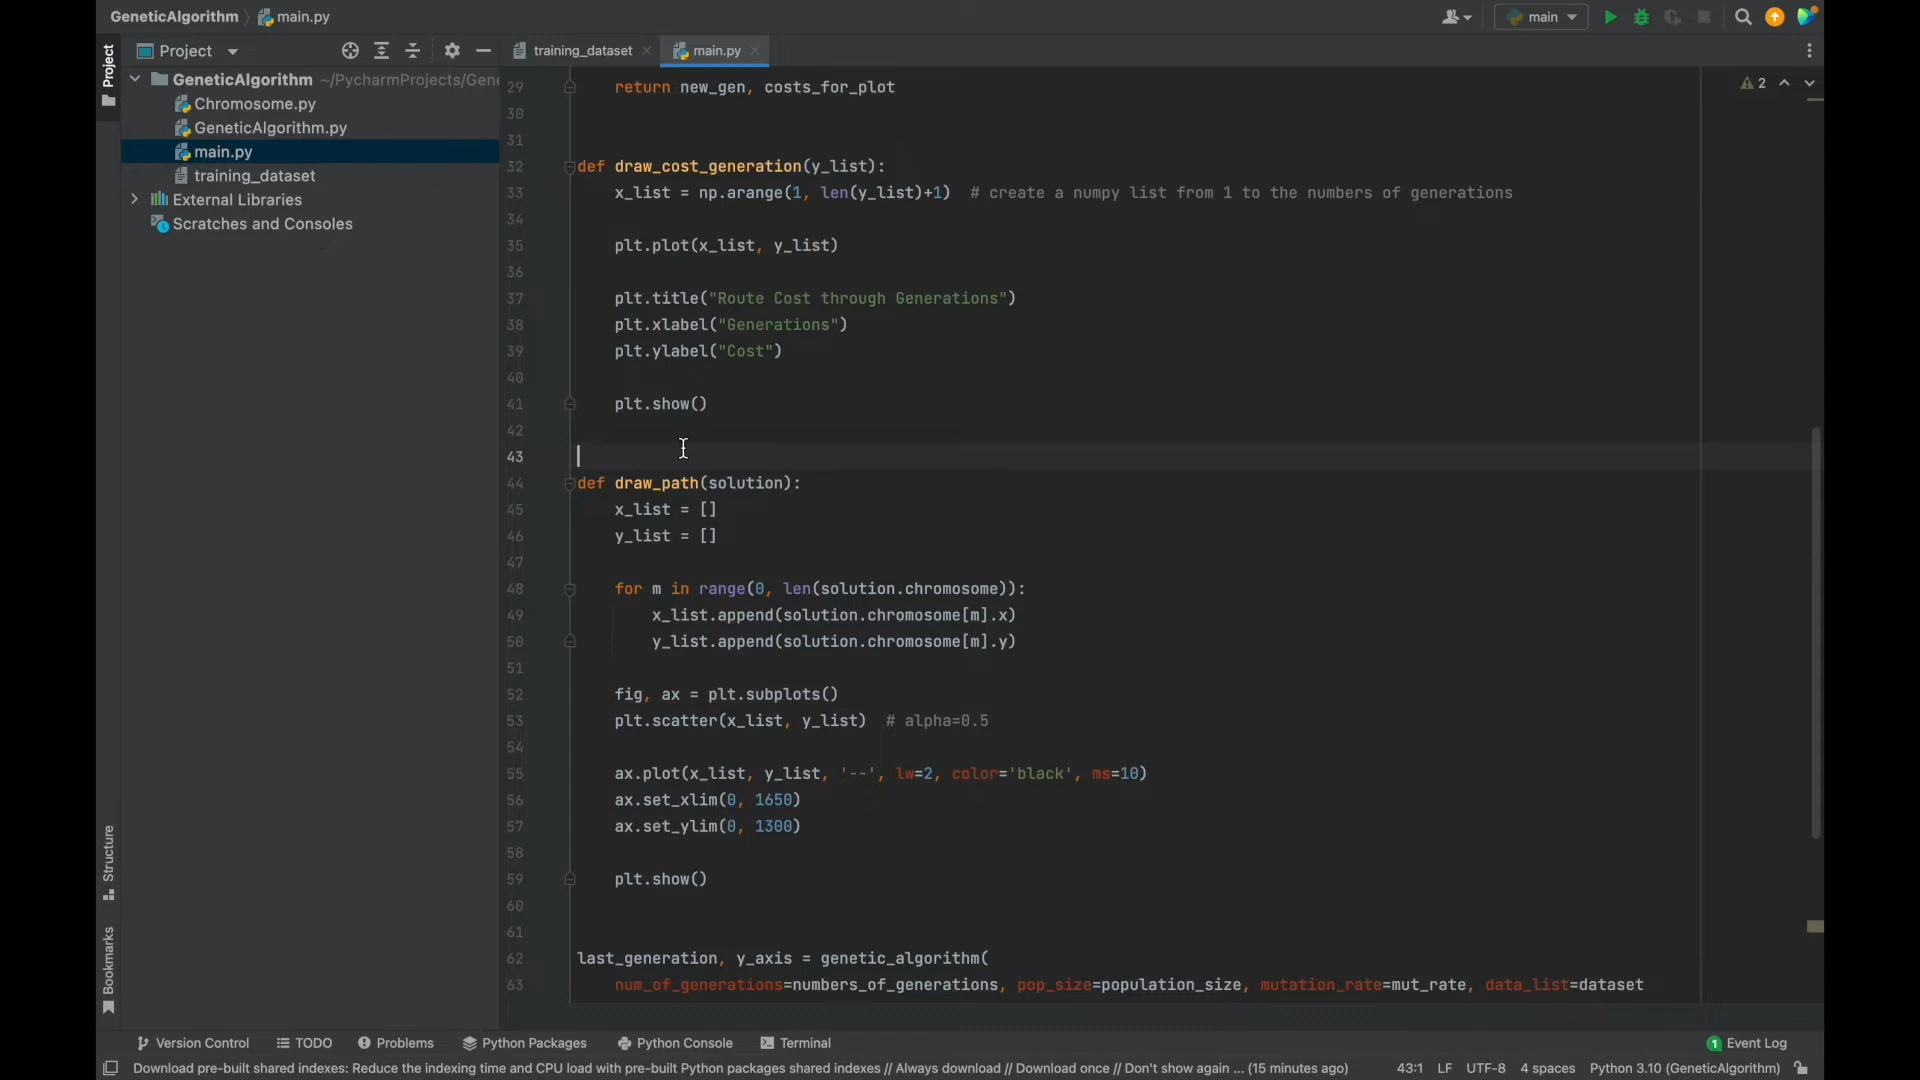 GeneticAlgorithm
main.py
main
Project
Project
training_dataset
main.py
GeneticAlgorithm ~/PycharmProjects/Gene
Chromosome.py
GeneticAlgorithm.py
main.py
training_dataset
External Libraries
Scratches and Consoles
2
29 return new_gen, costs_for_plot
30
31
32 def draw_cost_generation(y_list):
33 x_list = np.arange(1, len(y_list)+1)  # create a numpy list from 1 to the numbers of generations
34
35 plt.plot(x_list, y_list)
36
37 plt.title("Route Cost through Generations")
38 plt.xlabel("Generations")
39 plt.ylabel("Cost")
40
41 plt.show()
42
43
44 def draw_path(solution):
45 x_list = []
46 y_list = []
47
48 for m in range(0, len(solution.chromosome)):
49 x_list.append(solution.chromosome[m].x)
50 y_list.append(solution.chromosome[m].y)
51
52 fig, ax = plt.subplots()
53 plt.scatter(x_list, y_list)  # alpha=0.5
54
55 ax.plot(x_list, y_list, '--', lw=2, color='black', ms=10)
56 ax.set_xlim(0, 1650)
57 ax.set_ylim(0, 1300)
58
59 plt.show()
60
61
62 last_generation, y_axis = genetic_algorithm(
63 num_of_generations=numbers_of_generations, pop_size=population_size, mutation_rate=mut_rate, data_list=dataset
Structure
Bookmarks
Version Control
TODO
Problems
Python Packages
Python Console
Terminal
1 Event Log
Download pre-built shared indexes: Reduce the indexing time and CPU load with pre-built Python packages shared indexes // Always download // Download once // Don't show again ... (15 minutes ago)
43:1 LF UTF-8 4 spaces Python 3.10 (GeneticAlgorithm)